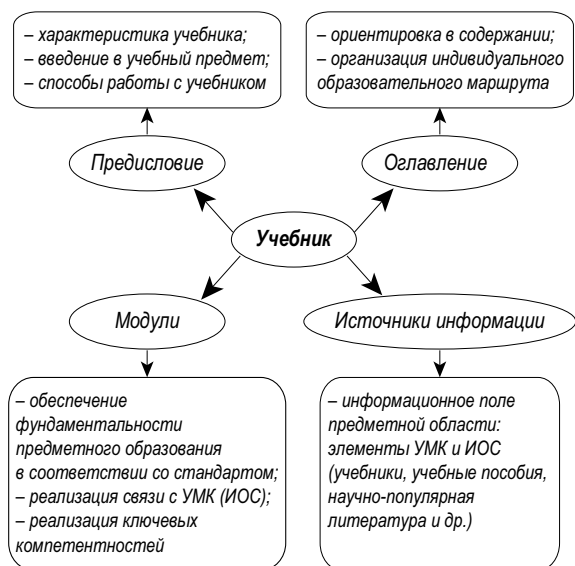 – характеристика учебника;
– введение в учебный предмет;
– способы работы с учебником
– ориентировка в содержании;
– организация индивидуального
образовательного маршрута
Предисловие
Оглавление
Учебник
Модули
Источники информации
– обеспечение
фундаментальности
предметного образования
в соответствии со стандартом;
– реализация связи с УМК (ИОС);
– реализация ключевых
компетентностей
– информационное поле
предметной области:
элементы УМК и ИОС
(учебники, учебные пособия,
научно-популярная
литература и др.)